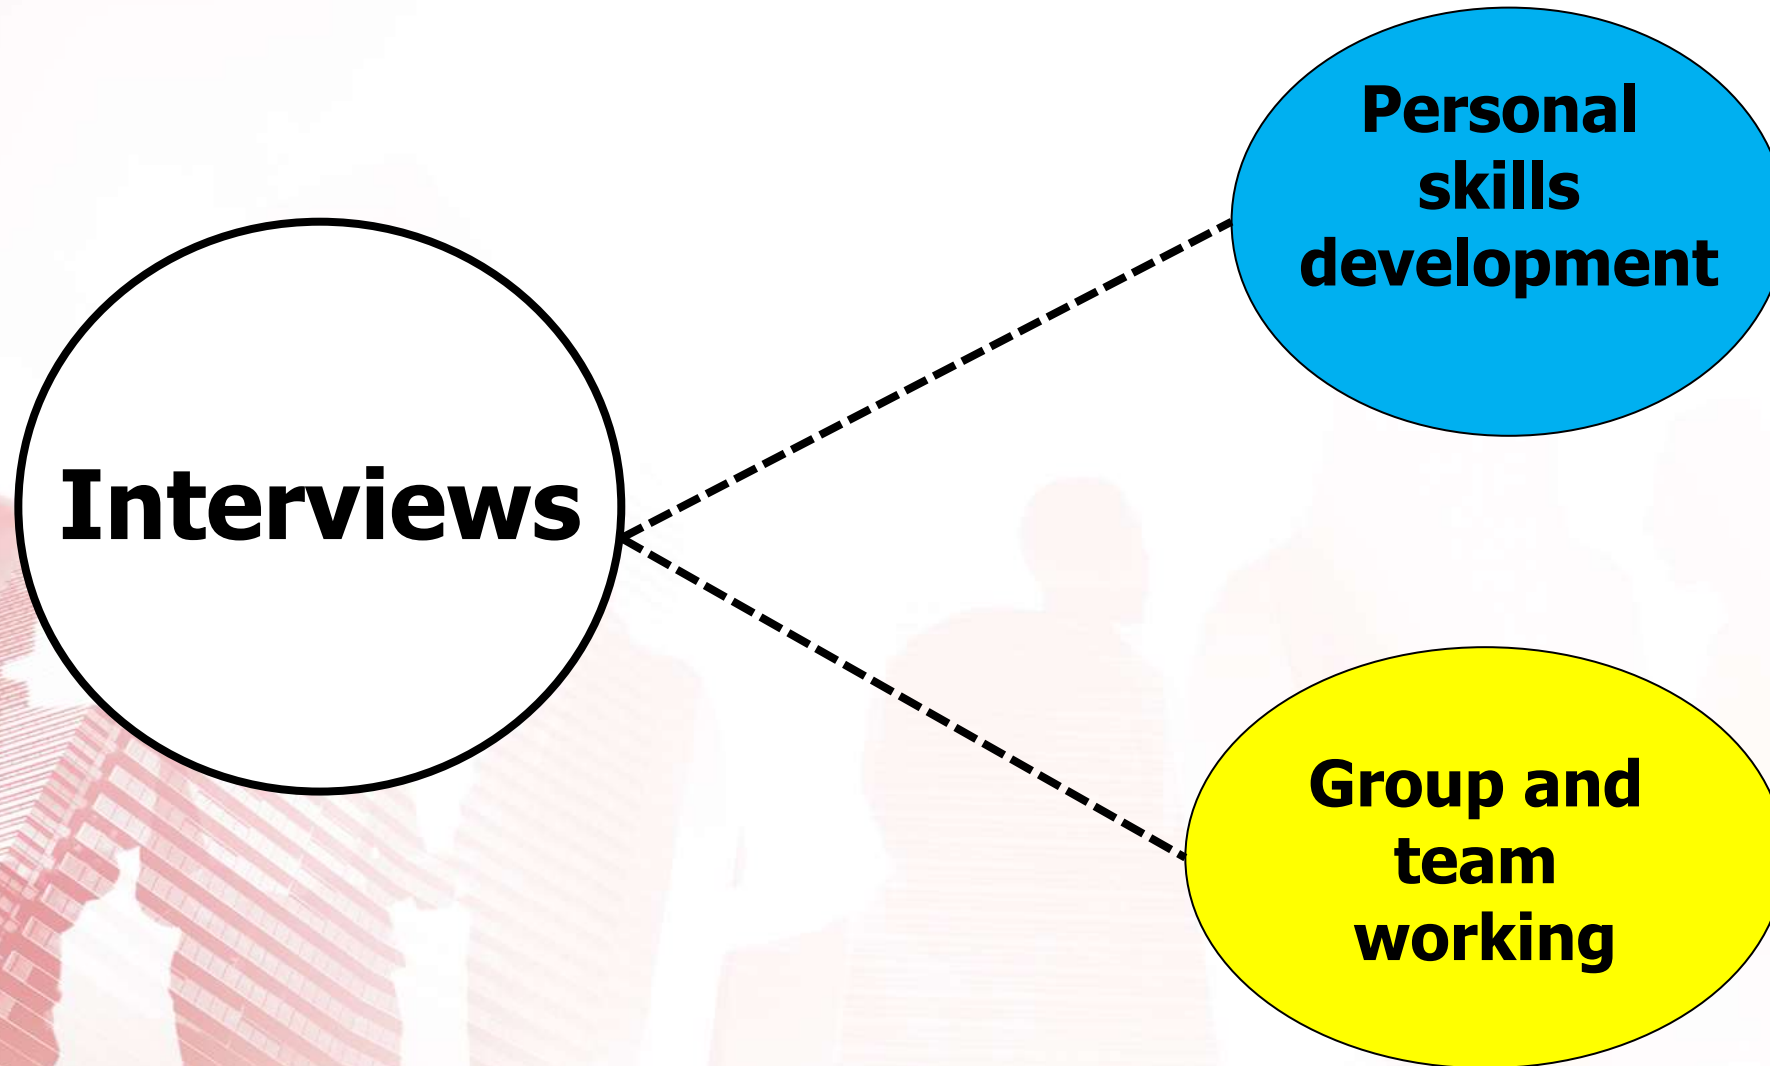 Interviews
Personal
skills
development
Group and
team
working